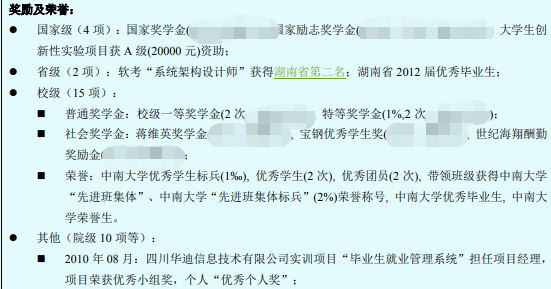 奖励及荣誉：
● 国家级（4 项）：国家奖学金( 国家励志奖学金( 大学生创
新性实验项目获 A 级(20000 元)资助；
● 省级（2 项）：软考“系统架构设计师”获得湖南省第二名；湖南省 2012 届优秀毕业生；
● 校级（15 项）：
■ 普通奖学金：校级一等奖学金(2 次 特等奖学金(1%,2 次 );
■ 社会奖学金：蒋维英奖学金 , 宝钢优秀学生奖( , 世纪海翔酬勤
奖励金( ;
■ 荣誉：中南大学优秀学生标兵(1‰), 优秀学生(2 次), 优秀团员(2 次), 带领班级获得中南大学
“先进班集体”、中南大学“先进班集体标兵”(2%)荣誉称号, 中南大学优秀毕业生, 中南大
学荣誉生。
● 其他（院级 10 项等）：
■ 2010 年 08 月：四川华迪信息技术有限公司实训项目“毕业生就业管理系统”担任项目经理,
项目荣获优秀小组奖，个人“优秀个人奖”；